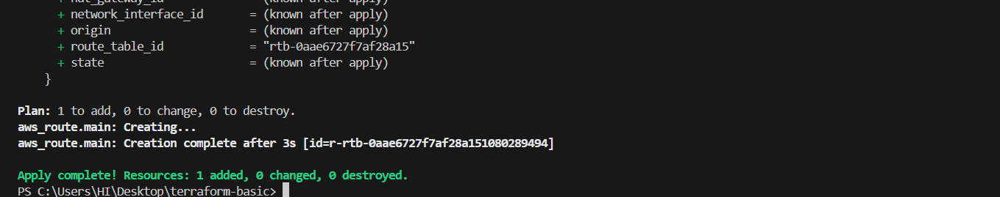 + nat_gateway_id = (known after apply)
+ network_interface_id = (known after apply)
+ origin = (known after apply)
+ route_table_id = "rtb-0aae6727f7af28a15"
+ state = (known after apply)
}
Plan: 1 to add, 0 to change, 0 to destroy.
aws_route.main: Creating...
aws_route.main: Creation complete after 3s [id=r-rtb-0aae6727f7af28a151080289494]
Apply complete! Resources: 1 added, 0 changed, 0 destroyed.
PS C:\Users\HI\Desktop\terraform-basic>